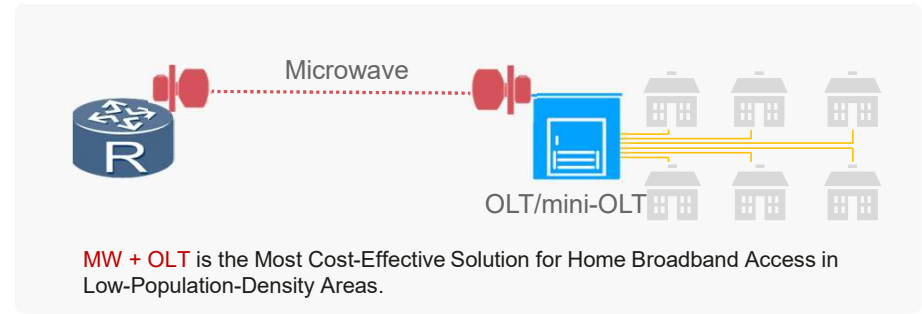 Microwave
R
OLT/mini-OLT
MW + OLT is the Most Cost-Effective Solution for Home Broadband Access in
Low-Population-Density Areas.